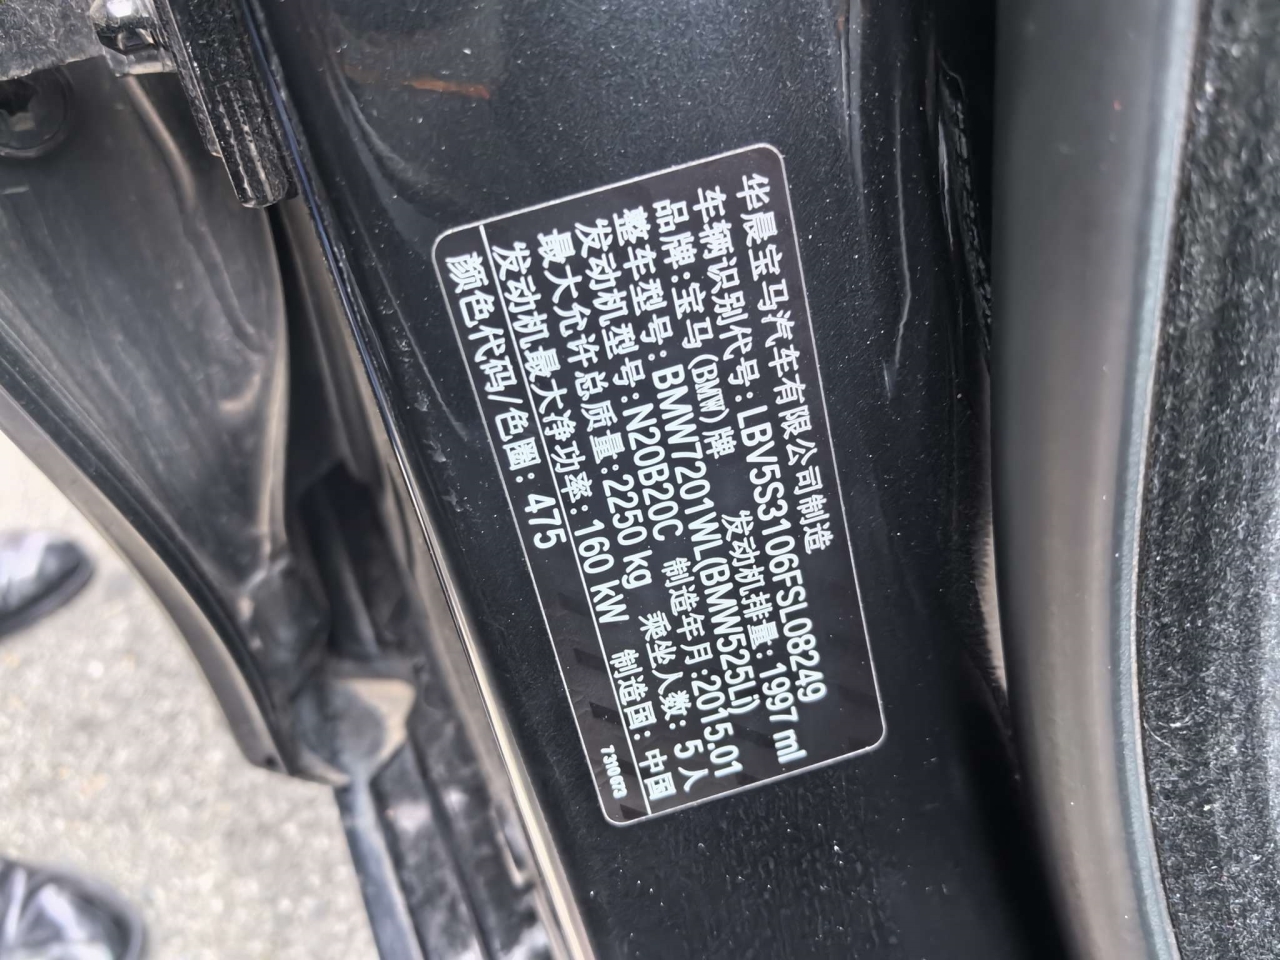 华晨宝马汽车有限公司制造
车辆识别代号:LBV5S3106FSL08249
品牌:宝马(BMW)牌 发动机排量:1997 ml
整车型号:BMW7201WL(BMW525Li)
发动机型号:N20B20C 制造年月:2015.01
最大允许总质量:2250 kg 乘坐人数: 5人
发动机最大净功率:160 kW 制造国: 中国
颜色代码/色圈: 475 7310673